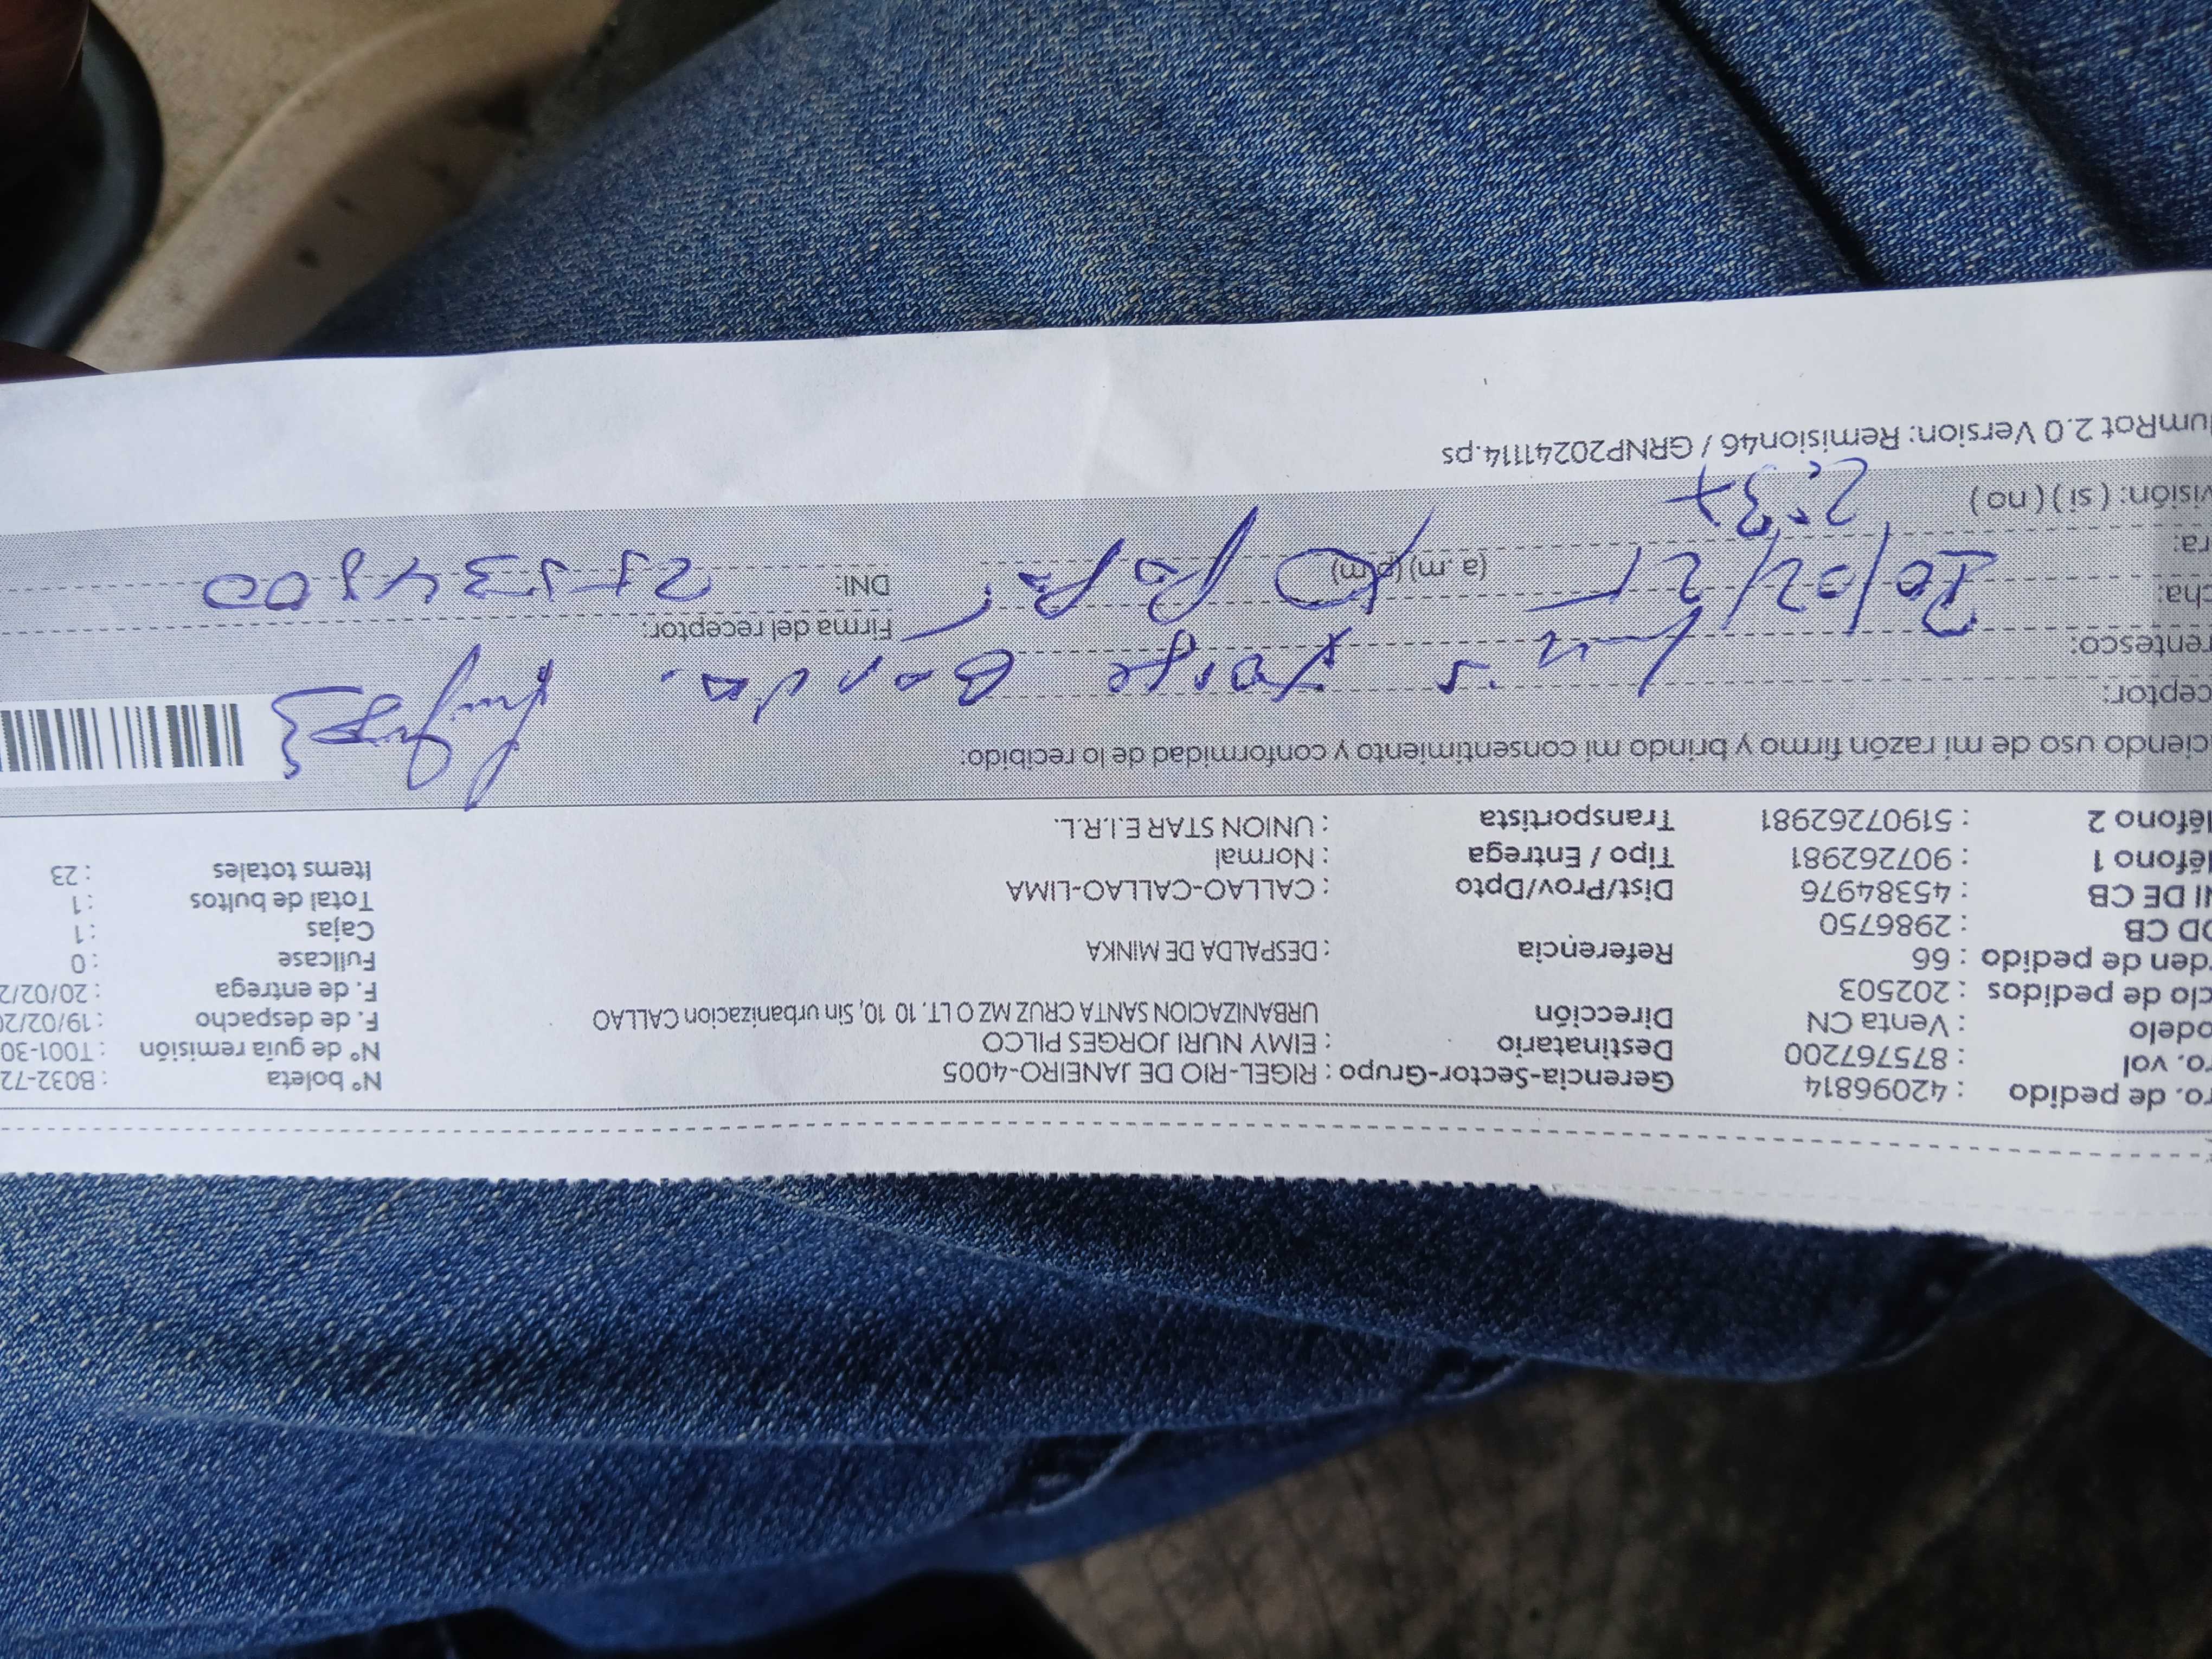 ro. de pedido : 42096814 Gerencia-Sector-Grupo : RIGEL-RIO DE JANEIRO-4005 N° boleta : B032-72
ro. vol : 875767200 Destinatario : EIMY NURI JORGES PILCO N° de guía remisión : T001-30
odelo : Venta CN Dirección URBANIZACION SANTA CRUZ MZ O LT. 10 10, Sin urbanizacion CALLAO F. de despacho : 19/02/20
clo de pedidos : 202503 F. de entrega : 20/02/2
den de pedido : 66 Referencia : DESPALDA DE MINKA Fullcase : 0
OD CB : 2986750 Cajas : 1
NI DE CB : 45384976 Dist/Prov/Dpto : CALLAO-CALLAO-LIMA Total de bultos : 1
léfono 1 : 907262981 Tipo / Entrega : Normal Items totales : 23
léfono 2 : 51907262981 Transportista : UNION STAR E.I.R.L.
ciendo uso de mi razón firmo y brindo mi consentimiento y conformidad de lo recibido:
ceptor: Jorge
rentesco: Firma del receptor:
cha: 20/02/25 papá DNI:
ra: 2:37 (a. m) (p. m)
visión: ( si ) ( no )
umRot 2.0 Version: Remision46 / GRNP20241114.ps